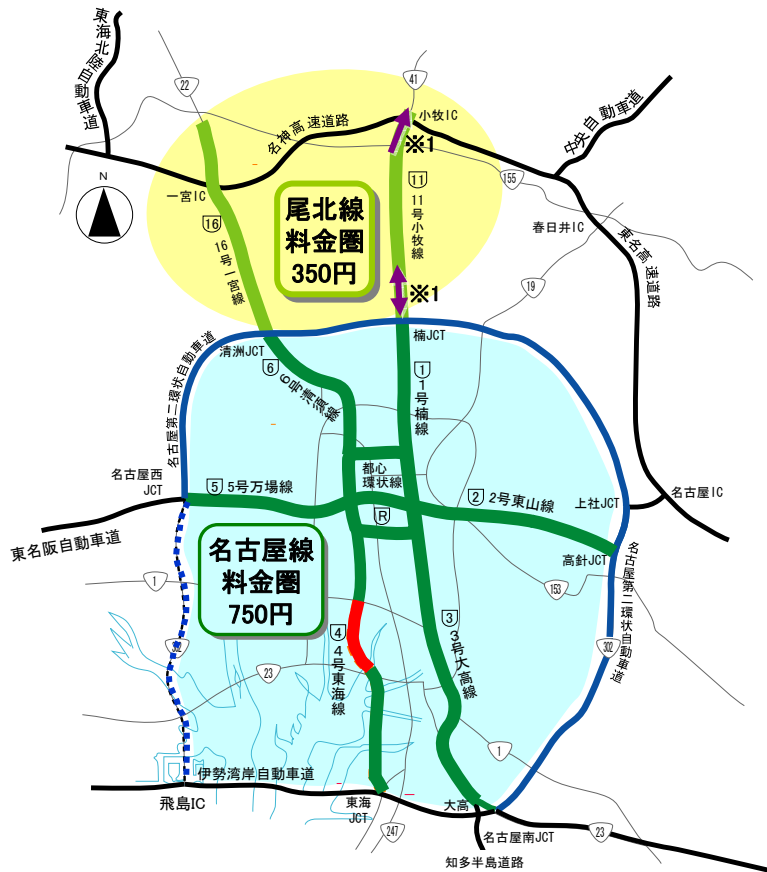 東海北陸自動車道
22
41
小牧IC
名神高速道路
※1
中央自動車道
N
155
一宮IC
16
16号一宮線
尾北線
料金圏
350円
11
11号小牧線
春日井IC
東名高速道路
※1
19
名古屋第二環状自動車道
清洲JCT
楠JCT
6
6号清須線
1
1号楠線
名古屋西
JCT
5
5号万場線
都心
環状線
2
2号東山線
上社JCT
名古屋IC
R
東名阪自動車道
名古屋線
料金圏
750円
高針JCT
名古屋第二環状自動車道
1
153
302
4
4号東海線
3
3号大高線
302
23
1
伊勢湾岸自動車道
飛島IC
東海
JCT
大高
247
名古屋南JCT
23
知多半島道路